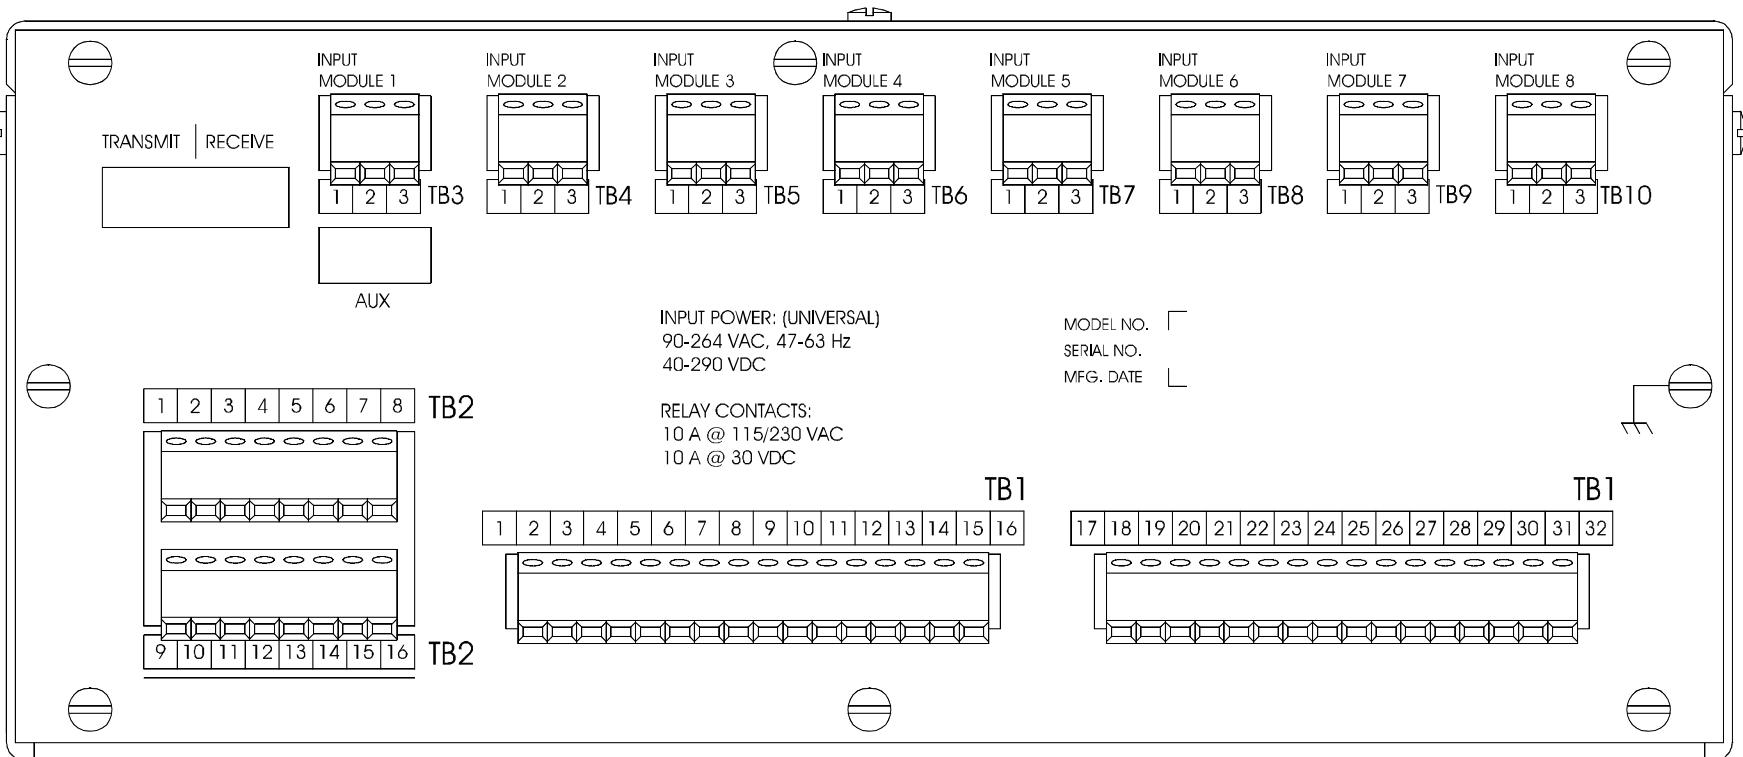 INPUT MODULE 1
INPUT MODULE 2
INPUT MODULE 3
INPUT MODULE 4
INPUT MODULE 5
INPUT MODULE 6
INPUT MODULE 7
INPUT MODULE 8
TRANSMIT | RECEIVE
1 2 3 TB3
1 2 3 TB4
1 2 3 TB5
1 2 3 TB6
1 2 3 TB7
1 2 3 TB8
1 2 3 TB9
1 2 3 TB10
AUX
INPUT POWER: (UNIVERSAL)
90-264 VAC, 47-63 Hz
40-290 VDC
MODEL NO.
SERIAL NO.
MFG. DATE
RELAY CONTACTS:
10 A @ 115/230 VAC
10 A @ 30 VDC
1 2 3 4 5 6 7 8 TB2
9 10 11 12 13 14 15 16 TB2
TB1
1 2 3 4 5 6 7 8 9 10 11 12 13 14 15 16
TB1
17 18 19 20 21 22 23 24 25 26 27 28 29 30 31 32